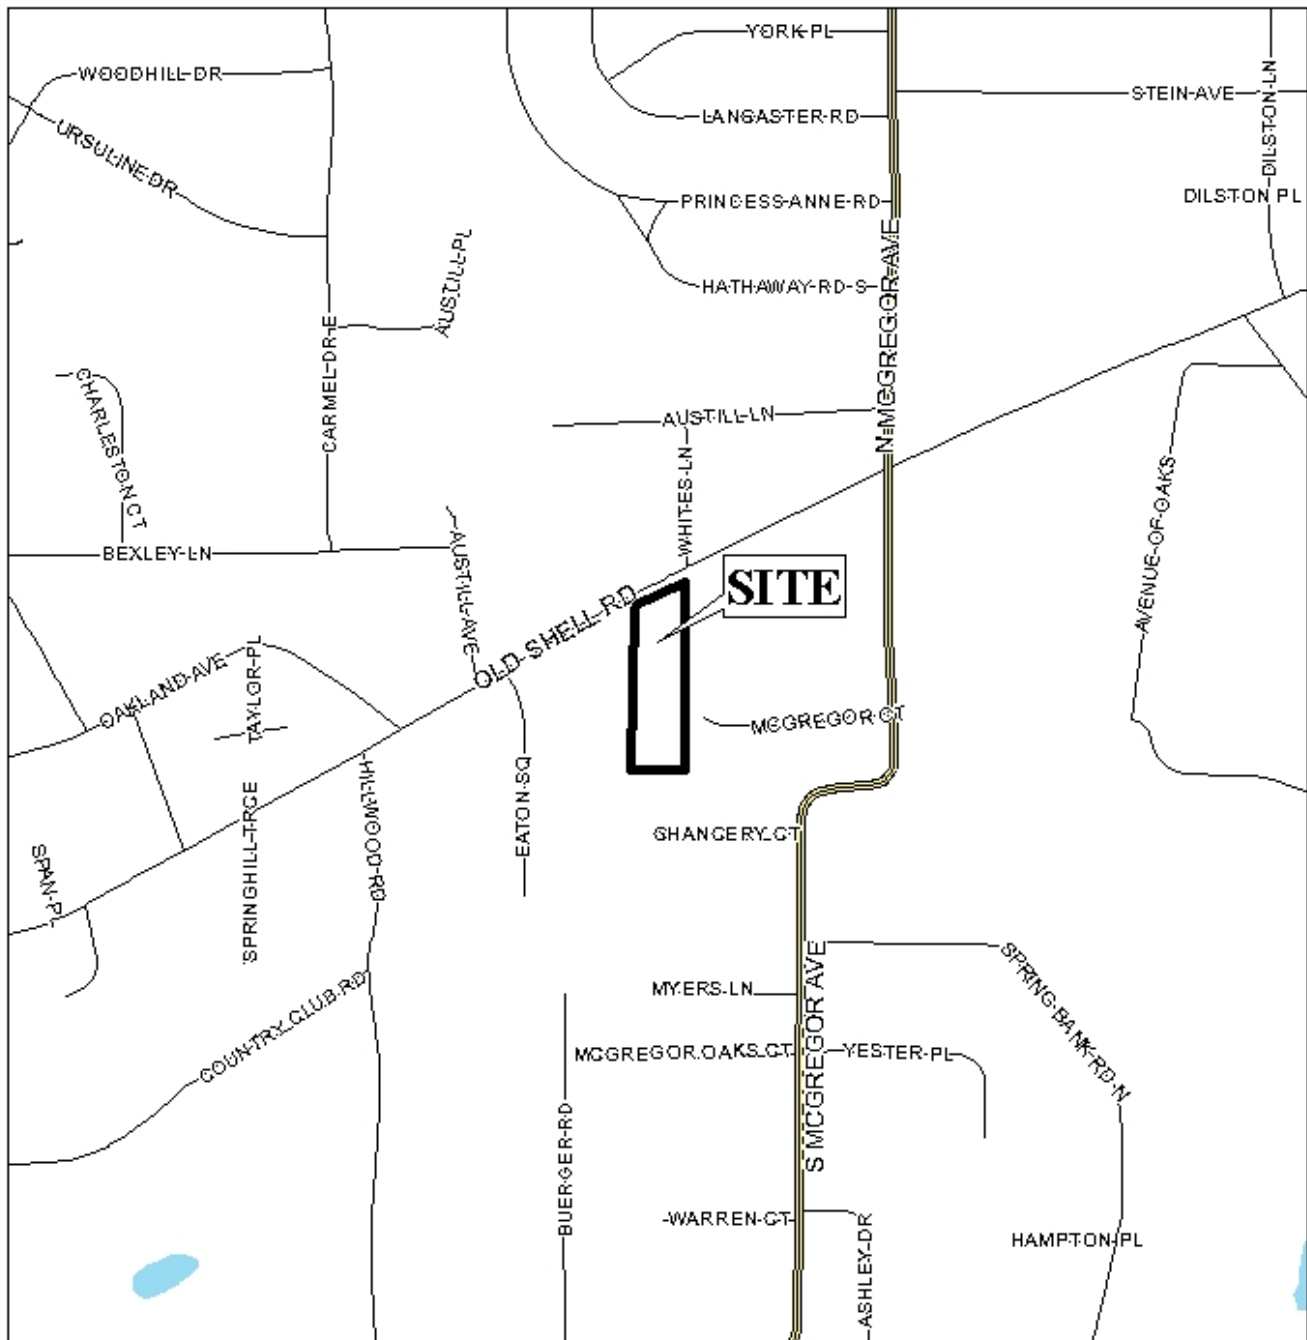 YORK PL
WOODHILL DR
STEIN AVE
DILSTON LN
LANCASTER RD
URSULINE DR
PRINCESS ANNE RD
DILSTON PL
N MCGREGOR AVE
AUSTILL PL
HATHAWAY RD S
CARMEL DR E
CHARLESTON CT
AUSTILL LN
WHITES LN
AVENUE OF OAKS
BEXLEY LN
AUSTILL AVE
SITE
OLD SHELL RD
OAKLAND AVE
TAYLOR PL
MCGREGOR CT
EATON SQ
HILLWOOD RD
SPRINGHILL TRCE
CHANCERY CT
SPAN PL
S MCGREGOR AVE
SPRING BANK RD N
COUNTRY CLUB RD
MYERS LN
MCGREGOR OAKS CT
YESTER PL
BUERGER RD
WARREN CT
ASHLEY DR
HAMPTON PL